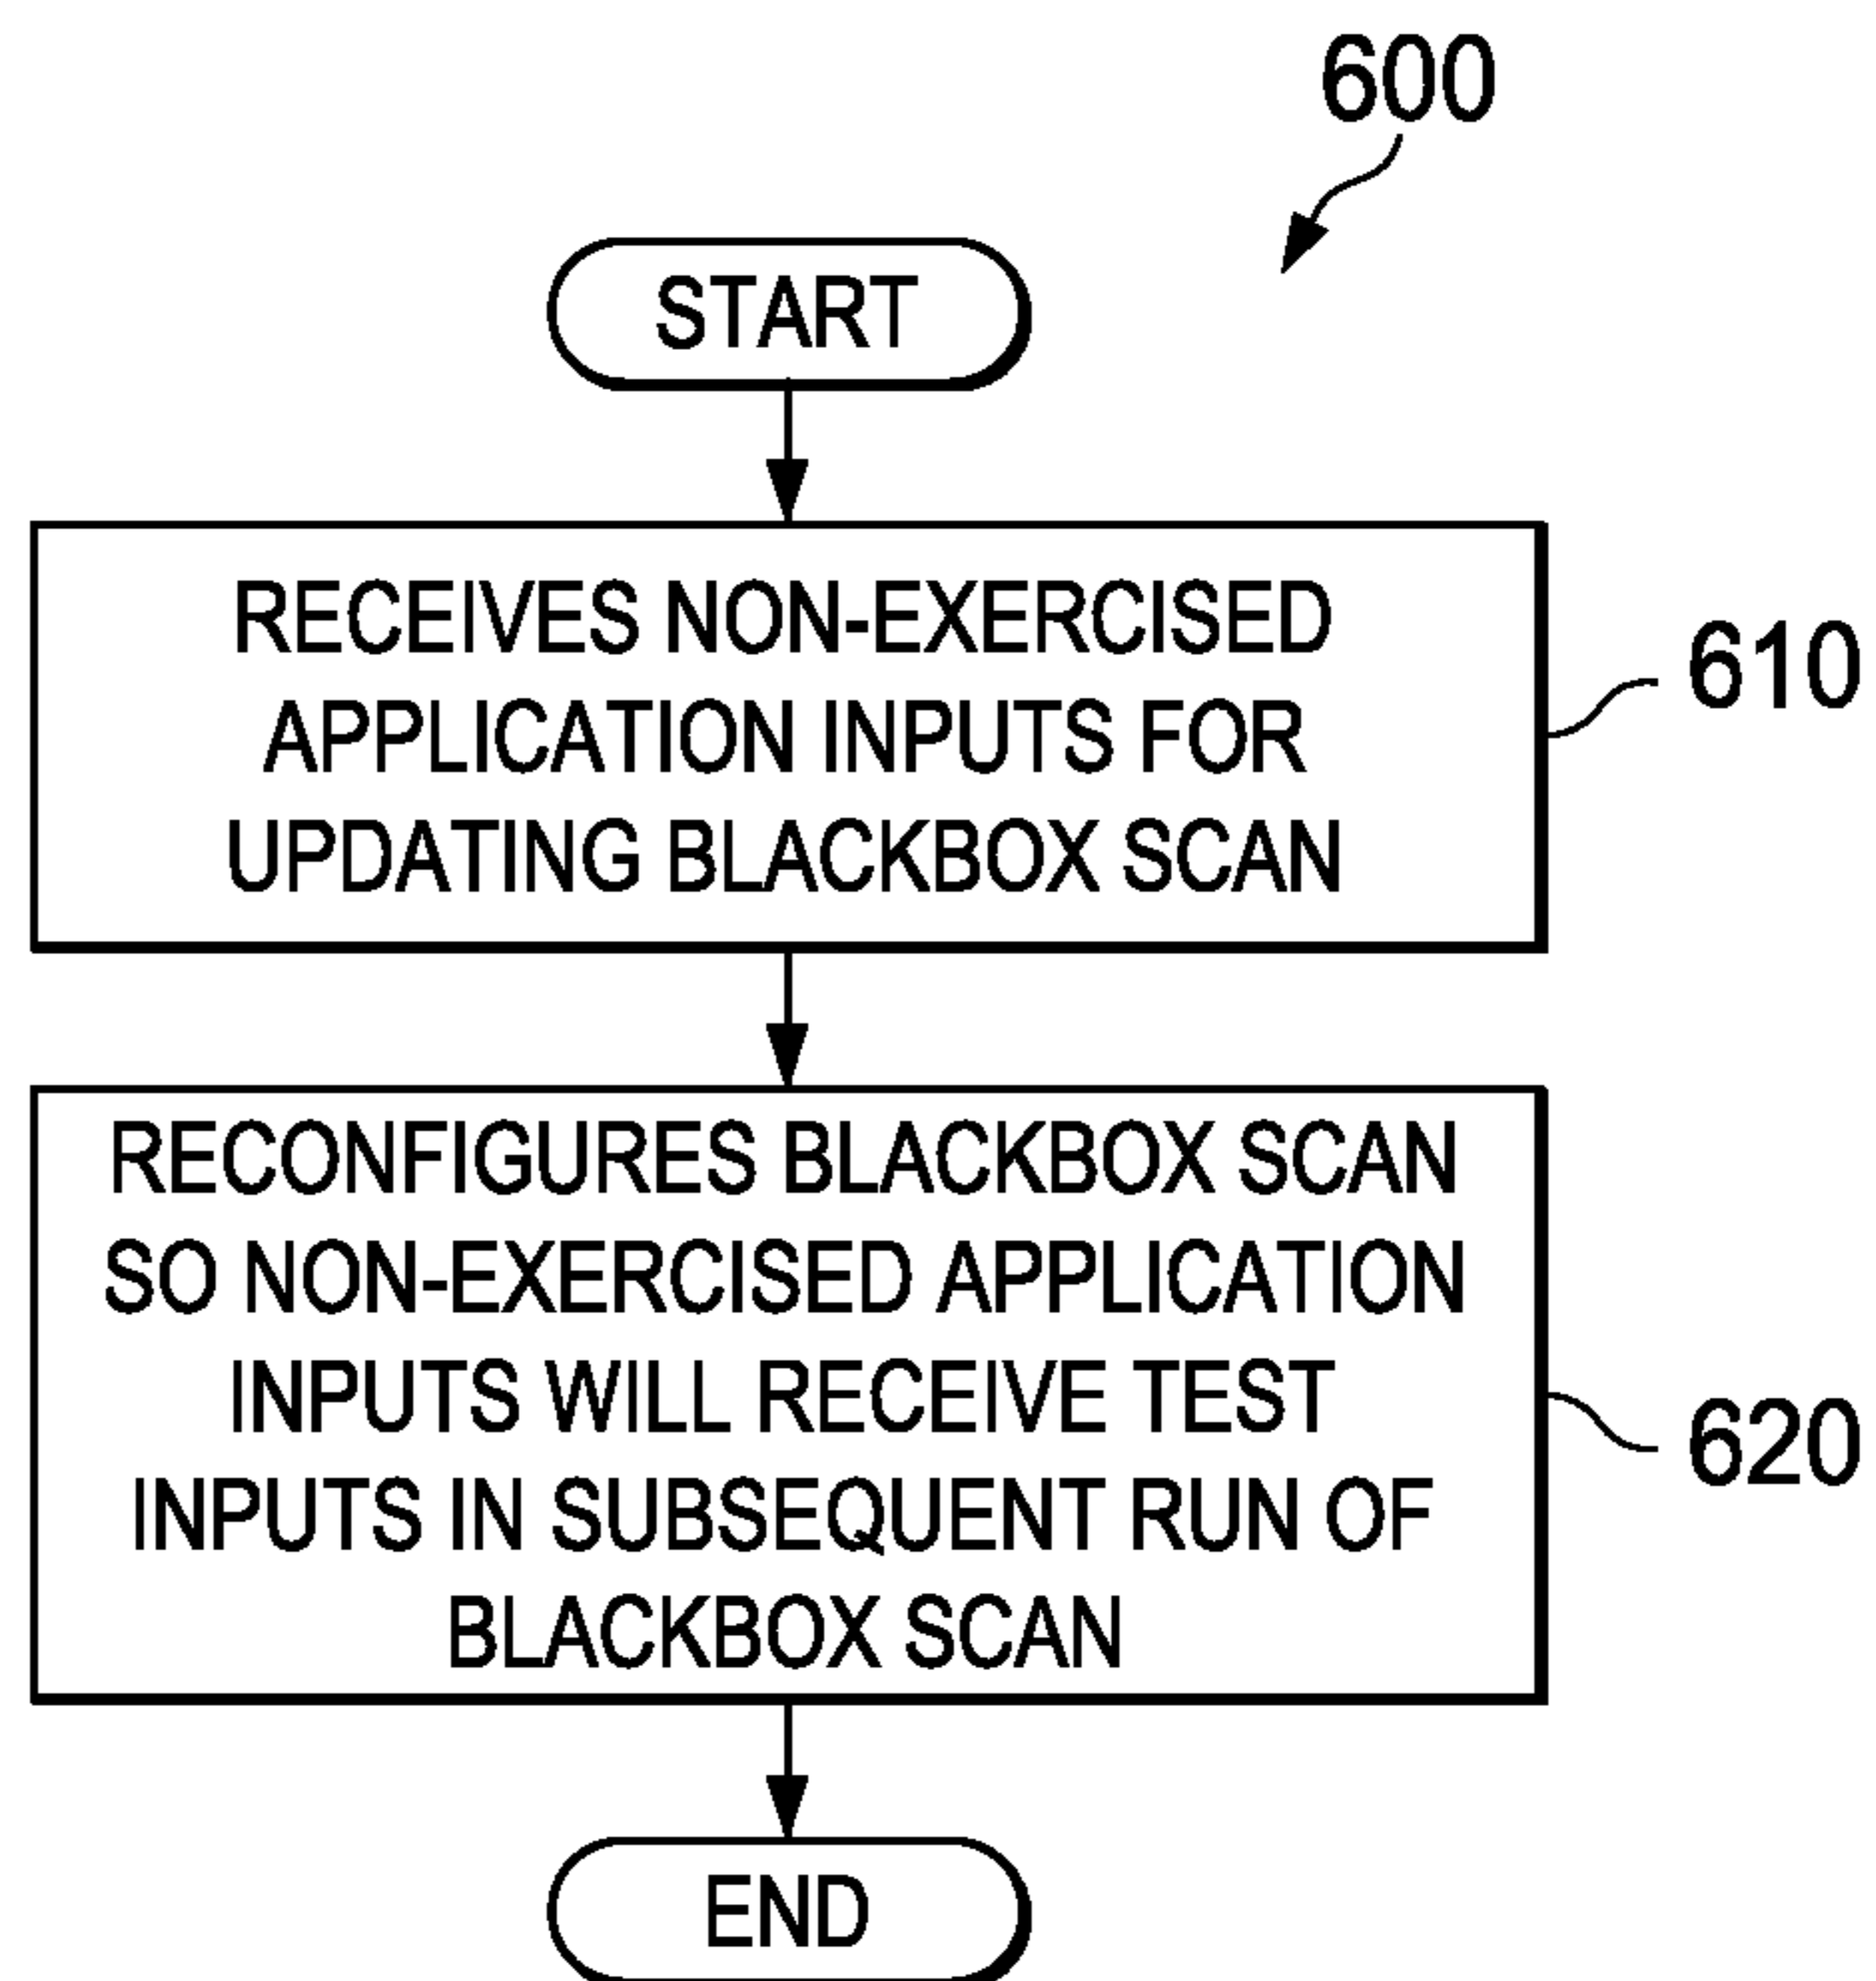 600
START
RECEIVES NON-EXERCISED
APPLICATION INPUTS FOR
UPDATING BLACKBOX SCAN
610
RECONFIGURES BLACKBOX SCAN
SO NON-EXERCISED APPLICATION
INPUTS WILL RECEIVE TEST
INPUTS IN SUBSEQUENT RUN OF
BLACKBOX SCAN
620
END